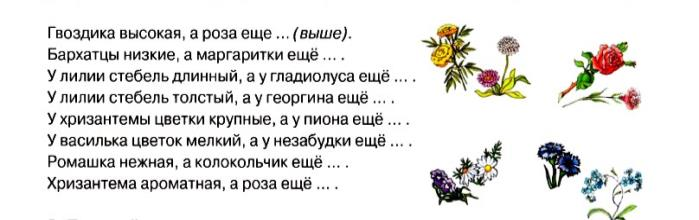 Гвоздика высокая, а роза еще ... (выше).
Бархатцы низкие, а маргаритки ещё ... .
У лилии стебель длинный, а у гладиолуса ещё ... .
У лилии стебель толстый, а у георгина ещё ... .
У хризантемы цветки крупные, а у пиона ещё ... .
У василька цветок мелкий, а у незабудки ещё ... .
Ромашка нежная, а колокольчик ещё ... .
Хризантема ароматная, а роза ещё ... .